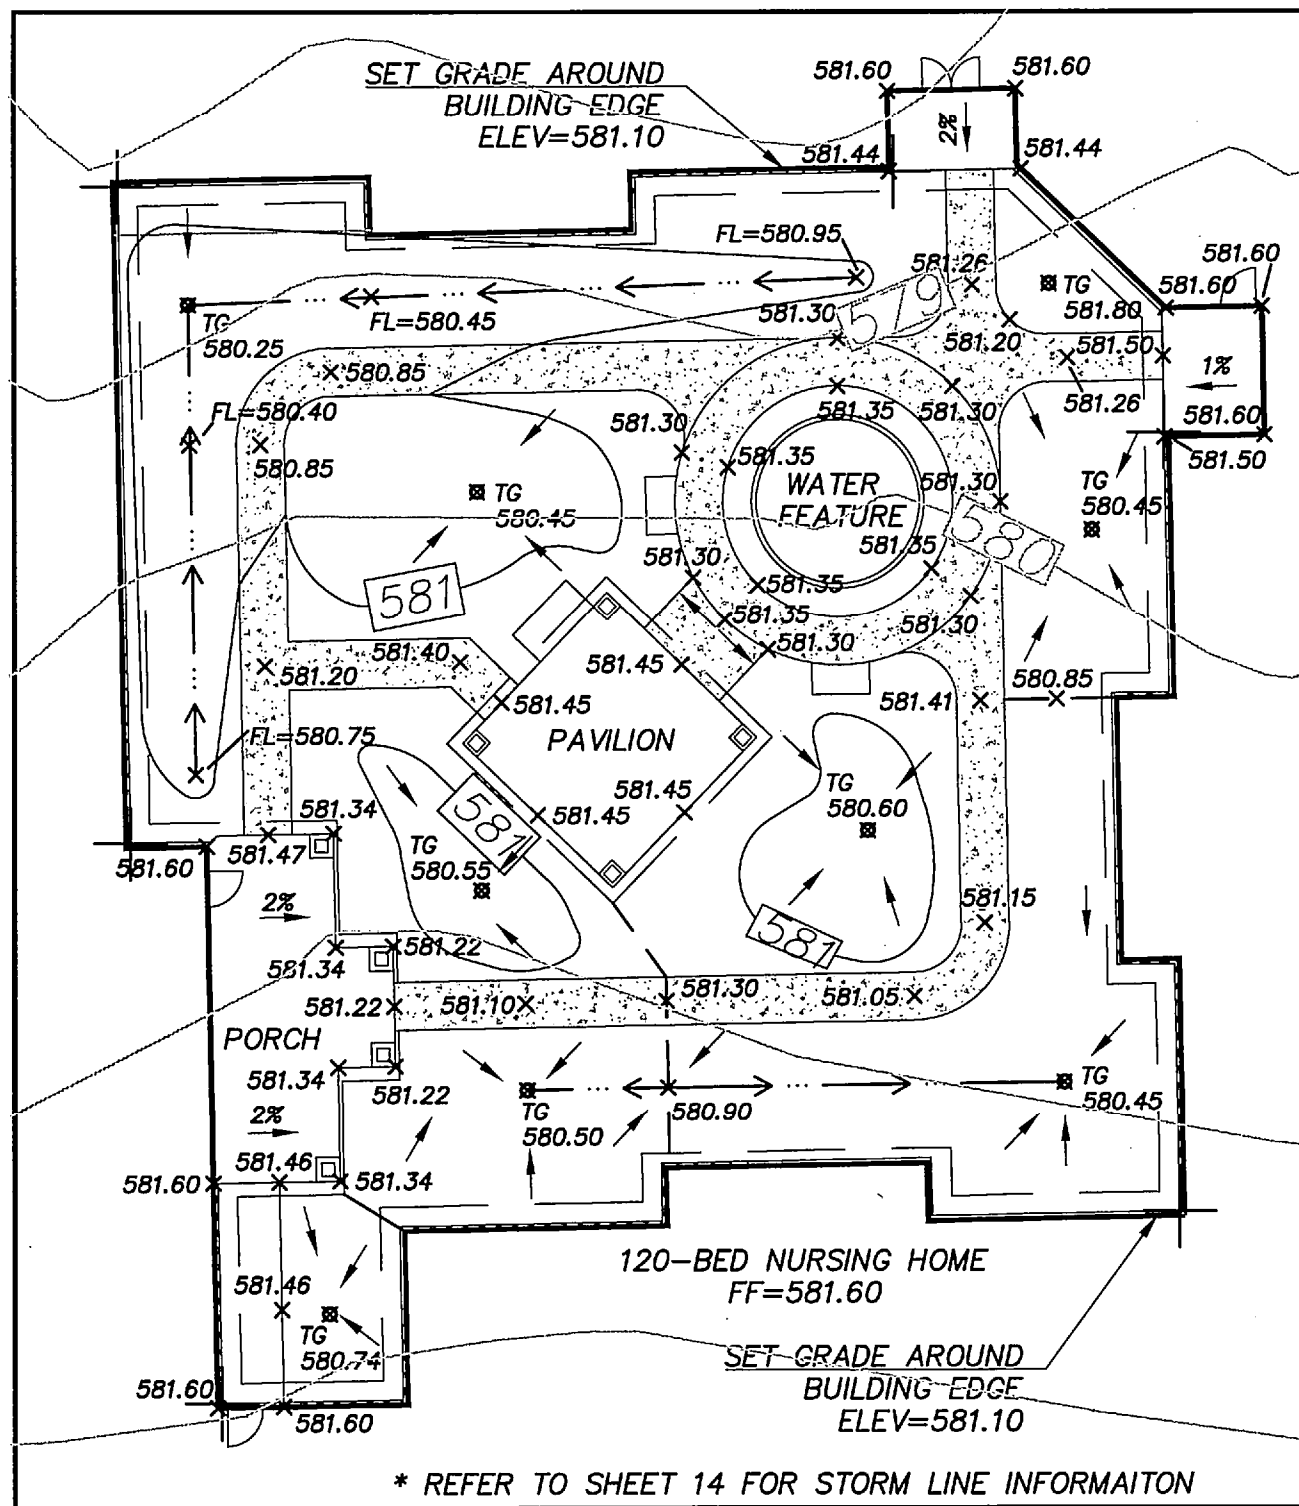 581.60
581.60
SET GRADE AROUND
BUILDING EDGE
ELEV=581.10
2%
581.44
581.44
FL=580.95
581.26
581.60
581.60
TG
581.80
579
FL=580.45
581.30
581.20
581.50
1%
TG
580.25
580.85
581.35
581.30
581.26
581.60
FL=580.40
581.30
581.50
580.85
581.35
WATER
FEATURE
TG
580.45
581.30
TG
580.45
580
581.35
581.30
581.35
581
581.35
581.30
581.30
581.40
581.45
581.20
580.85
581.45
581.41
FL=580.75
PAVILION
TG
580.60
581.45
581.45
581
581.34
581.47
581.60
TG
580.55
2%
581.15
581
581.22
581.34
581.22
581.10
581.30
581.05
PORCH
581.34
581.22
TG
580.50
580.90
TG
580.45
2%
581.46
581.60
581.34
581.46
120-BED NURSING HOME
FF=581.60
TG
580.74
SET GRADE AROUND
BUILDING EDGE
ELEV=581.10
581.60
581.60
* REFER TO SHEET 14 FOR STORM LINE INFORMAITON